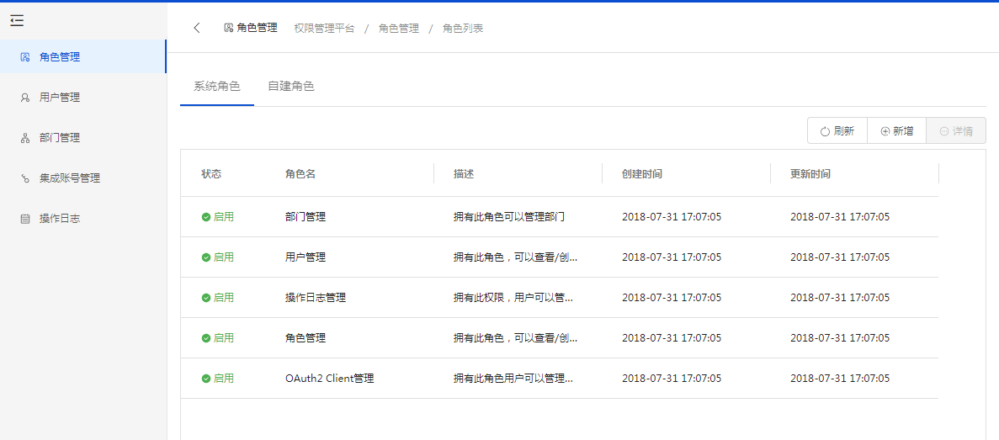 角色管理 权限管理平台 / 角色管理 / 角色列表
角色管理
用户管理
部门管理
集成账号管理
操作日志
系统角色 自建角色
刷新 新增 详情
状态 角色名 描述 创建时间 更新时间
启用 部门管理 拥有此角色可以管理部门 2018-07-31 17:07:05 2018-07-31 17:07:05
启用 用户管理 拥有此角色，可以查看/创... 2018-07-31 17:07:05 2018-07-31 17:07:05
启用 操作日志管理 拥有此权限，用户可以管... 2018-07-31 17:07:05 2018-07-31 17:07:05
启用 角色管理 拥有此角色，可以查看/创... 2018-07-31 17:07:05 2018-07-31 17:07:05
启用 OAuth2 Client管理 拥有此角色用户可以管理... 2018-07-31 17:07:05 2018-07-31 17:07:05